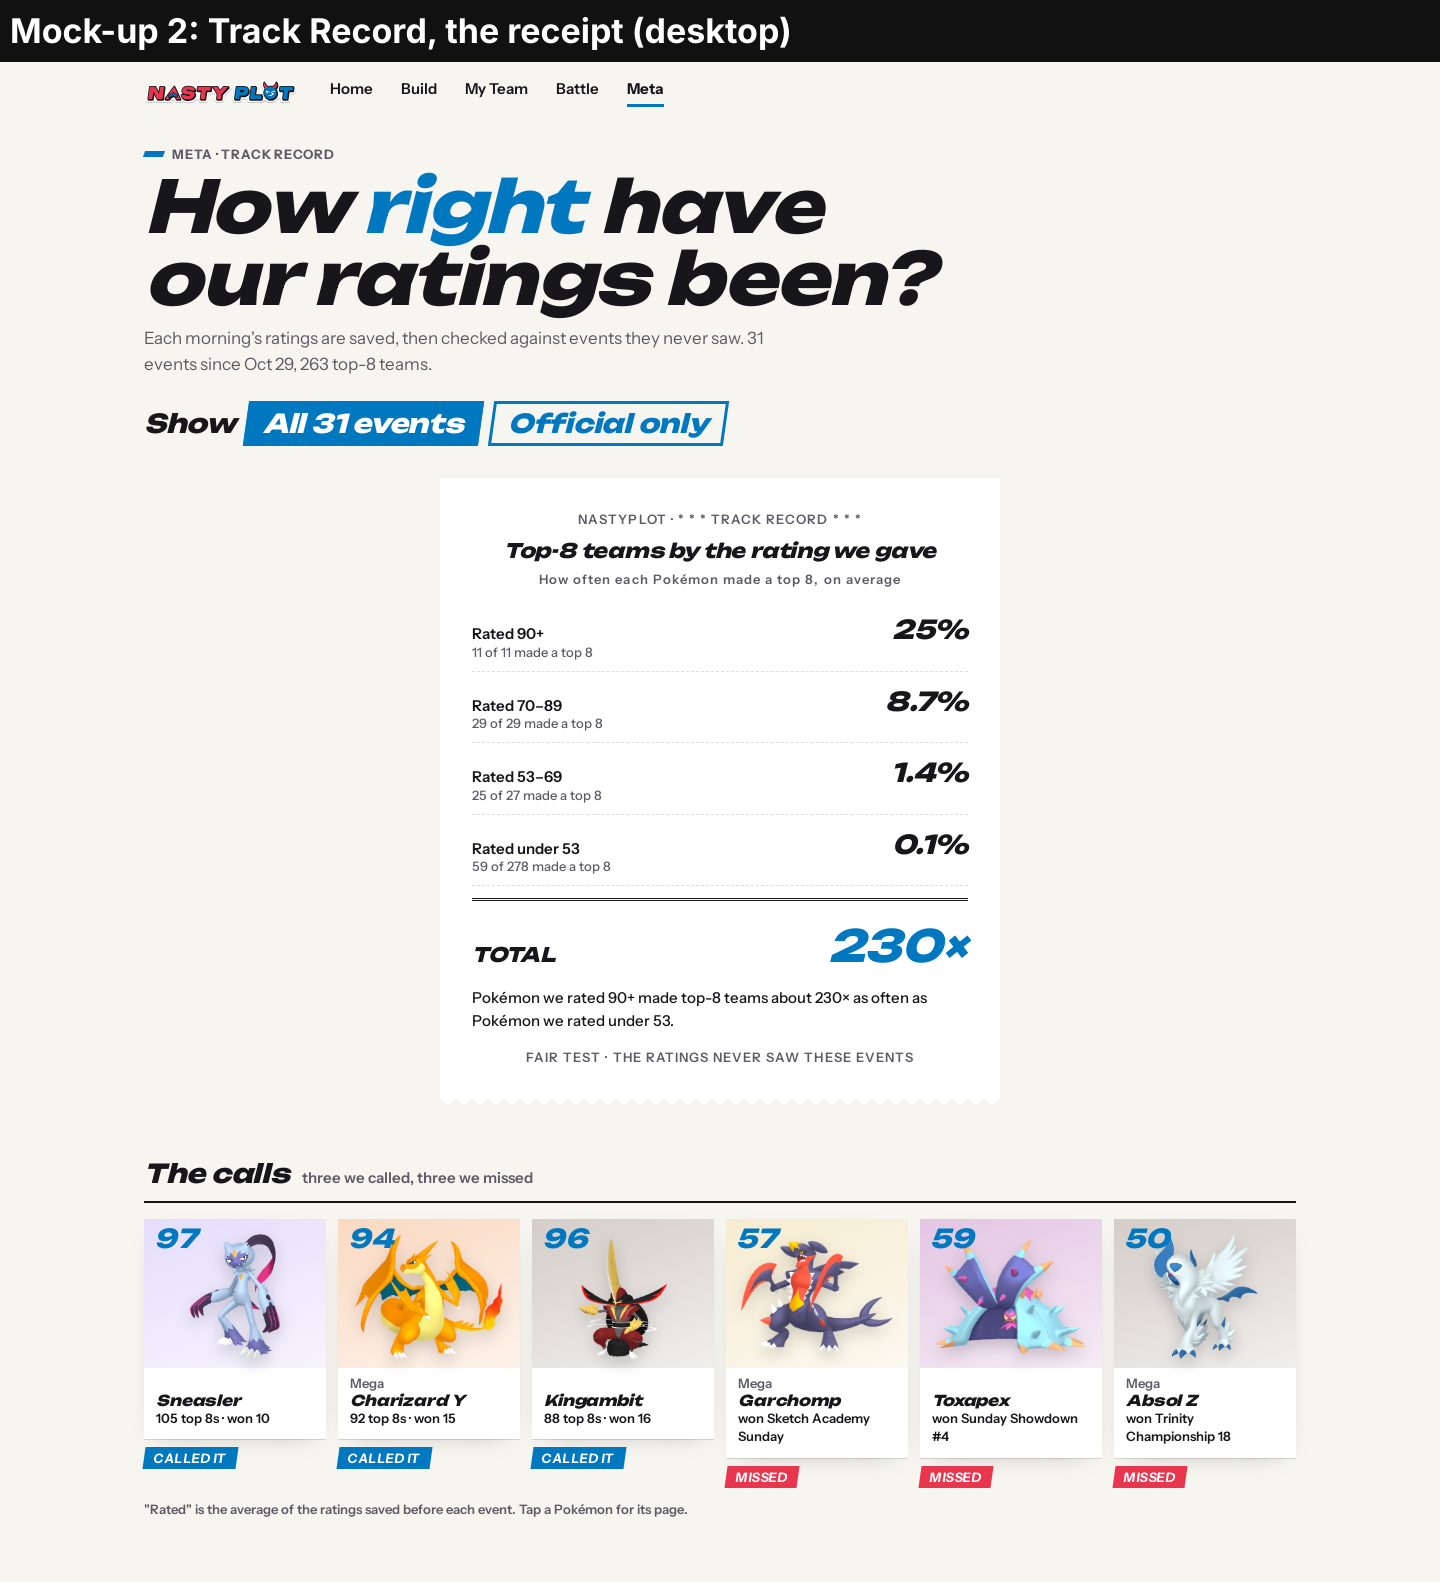 Mock-up 2: Track Record, the receipt (desktop)
NASTY PLOT Home Build My Team Battle Meta
META · TRACK RECORD
How right have
our ratings been?
Each morning's ratings are saved, then checked against events they never saw. 31
events since Oct 29, 263 top-8 teams.
Show All 31 events Official only
NASTYPLOT · * * * TRACK RECORD * * *
Top-8 teams by the rating we gave
How often each Pokémon made a top 8, on average
Rated 90+ 25%
11 of 11 made a top 8
Rated 70–89 8.7%
29 of 29 made a top 8
Rated 53–69 1.4%
25 of 27 made a top 8
Rated under 53 0.1%
59 of 278 made a top 8
TOTAL 230×
Pokémon we rated 90+ made top-8 teams about 230× as often as
Pokémon we rated under 53.
FAIR TEST · THE RATINGS NEVER SAW THESE EVENTS
The calls three we called, three we missed
97
Sneasler
105 top 8s · won 10
CALLED IT
94
Mega
Charizard Y
92 top 8s · won 15
CALLED IT
96
Kingambit
88 top 8s · won 16
CALLED IT
57
Mega
Garchomp
won Sketch Academy
Sunday
MISSED
59
Toxapex
won Sunday Showdown
#4
MISSED
50
Mega
Absol Z
won Trinity
Championship 18
MISSED
"Rated" is the average of the ratings saved before each event. Tap a Pokémon for its page.